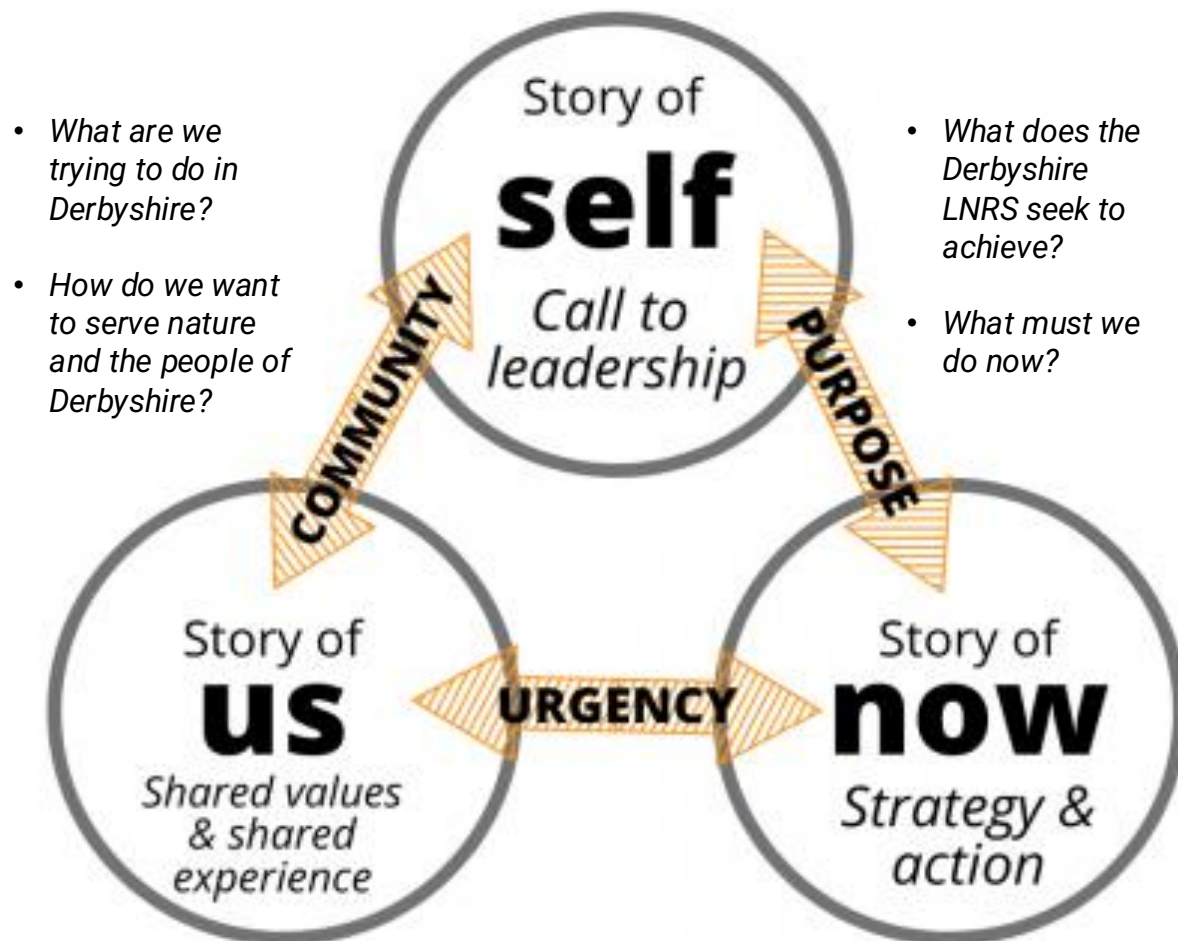 Story of
self
Call to
leadership
• What are we
trying to do in
Derbyshire?
• How do we want
to serve nature
and the people of
Derbyshire?
• What does the
Derbyshire
LNRS seek to
achieve?
• What must we
do now?
COMMUNITY
PURPOSE
Story of
us
Shared values
& shared
experience
URGENCY
Story of
now
Strategy &
action